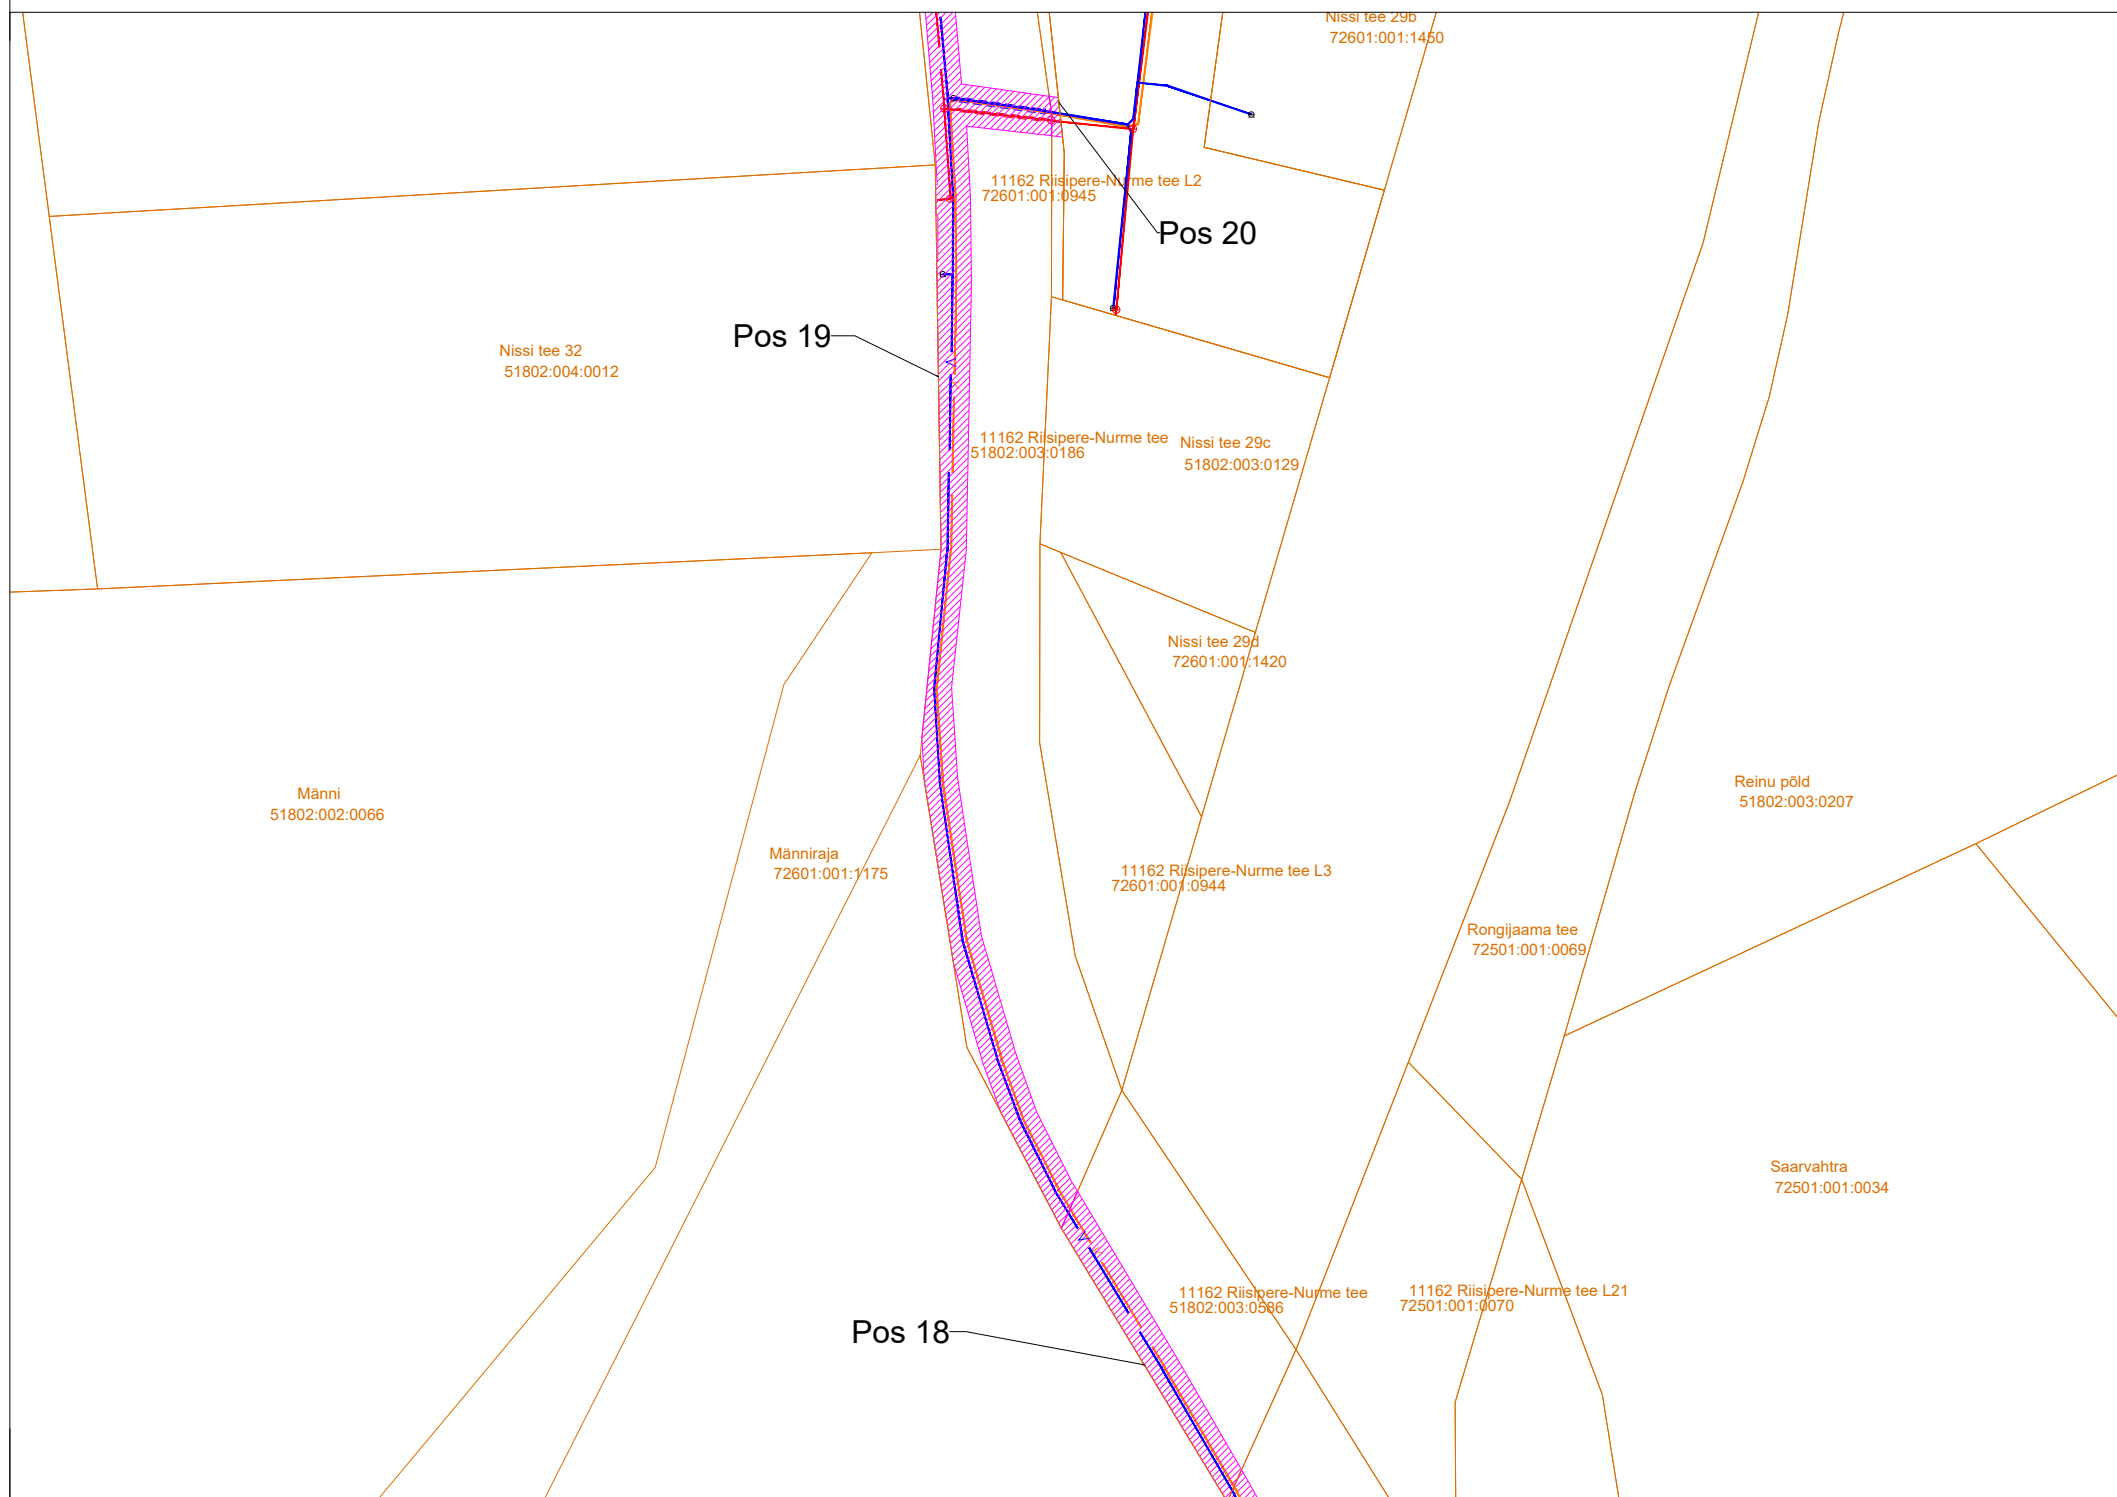 Nissi tee 29b
72601:001:1450
11162 Riisipere-Nurme tee L2
72601:001:0945
Pos 20
Pos 19
Nissi tee 32
51802:004:0012
11162 Riisipere-Nurme tee
51802:003:0186
Nissi tee 29c
51802:003:0129
Nissi tee 29d
72601:001:1420
Männi
51802:002:0066
Reinu põld
51802:003:0207
Männiraja
72601:001:1175
11162 Riisipere-Nurme tee L3
72601:001:0944
Rongijaama tee
72501:001:0069
Saarvahtra
72501:001:0034
11162 Riisipere-Nurme tee
51802:003:0586
11162 Riisipere-Nurme tee L21
72501:001:0070
Pos 18